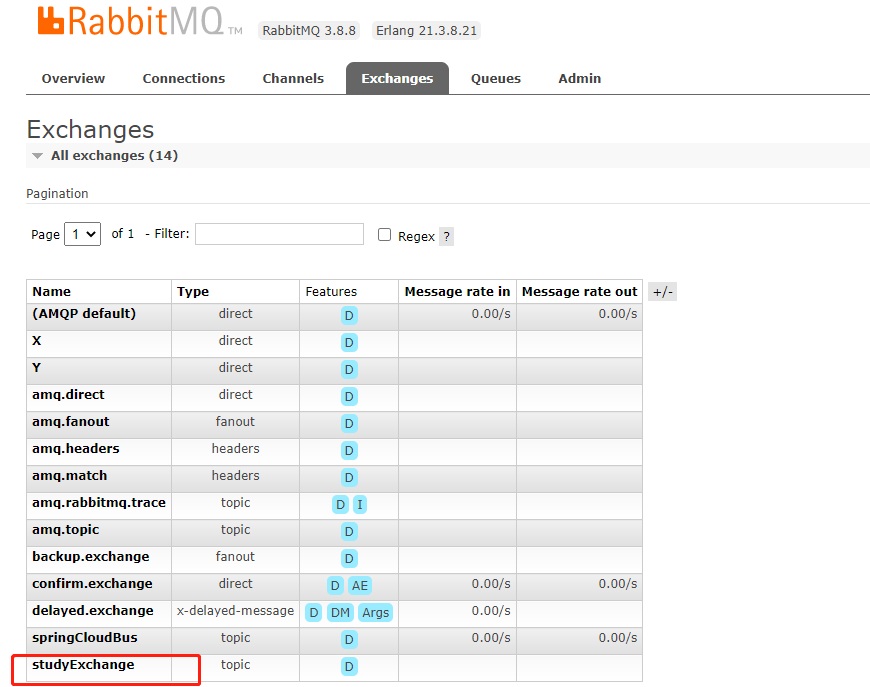 RabbitMQ TM RabbitMQ 3.8.8 Erlang 21.3.8.21
Overview Connections Channels Exchanges Queues Admin
Exchanges
All exchanges (14)
Pagination
Page 1 of 1 - Filter: Regex ?
Name Type Features Message rate in Message rate out +/-
(AMQP default) direct D 0.00/s 0.00/s
X direct D
Y direct D
amq.direct direct D
amq.fanout fanout D
amq.headers headers D
amq.match headers D
amq.rabbitmq.trace topic D I
amq.topic topic D
backup.exchange fanout D
confirm.exchange direct D AE 0.00/s 0.00/s
delayed.exchange x-delayed-message D DM Args 0.00/s
springCloudBus topic D 0.00/s 0.00/s
studyExchange topic D